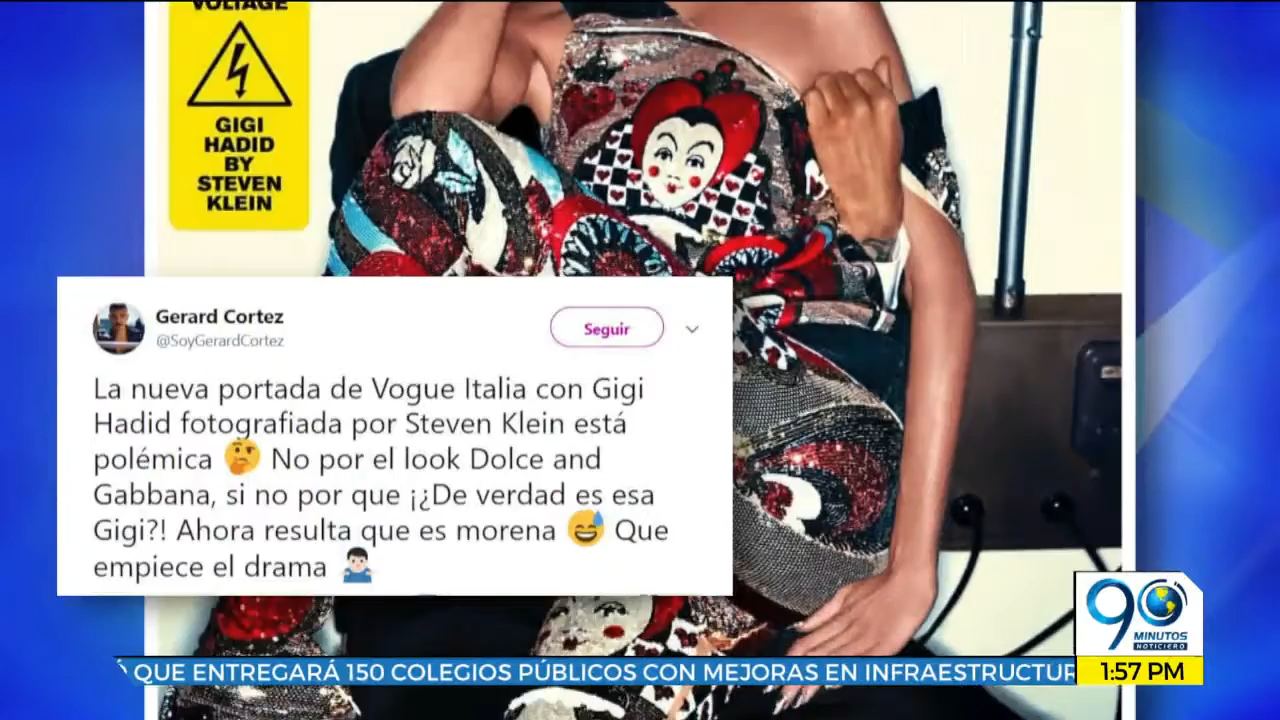 VOLTAGE
GIGI
HADID
BY
STEVEN
KLEIN
Gerard Cortez
@SoyGerardCortez
Seguir
La nueva portada de Vogue Italia con Gigi
Hadid fotografiada por Steven Klein está
polémica 🤔 No por el look Dolce and
Gabbana, si no por que ¡¿De verdad es esa
Gigi?! Ahora resulta que es morena 😅 Que
empiece el drama 🤷🏻‍♂️
90
MINUTOS
NOTICIERO
QUE ENTREGARÁ 150 COLEGIOS PÚBLICOS CON MEJORAS EN INFRAESTRUCTUR
1:57 PM